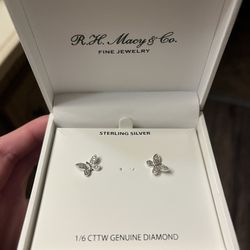 R.H. Macy & Co.
FINE JEWELRY
STERLING SILVER
1/6 CTTW GENUINE DIAMOND